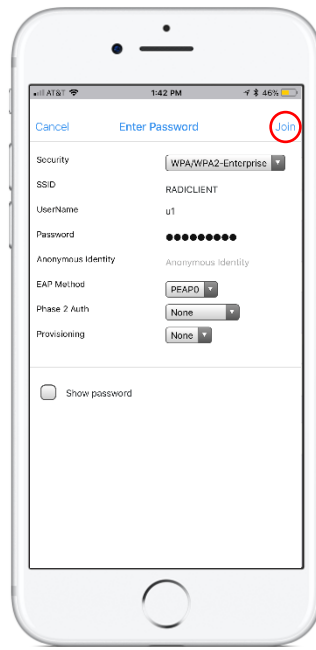 AT&T 1:42 PM 46%
Cancel Enter Password Join
Security WPA/WPA2-Enterprise
SSID RADICLIENT
UserName u1
Password ●●●●●●●●●
Anonymous Identity Anonymous Identity
EAP Method PEAP0
Phase 2 Auth None
Provisioning None
Show password